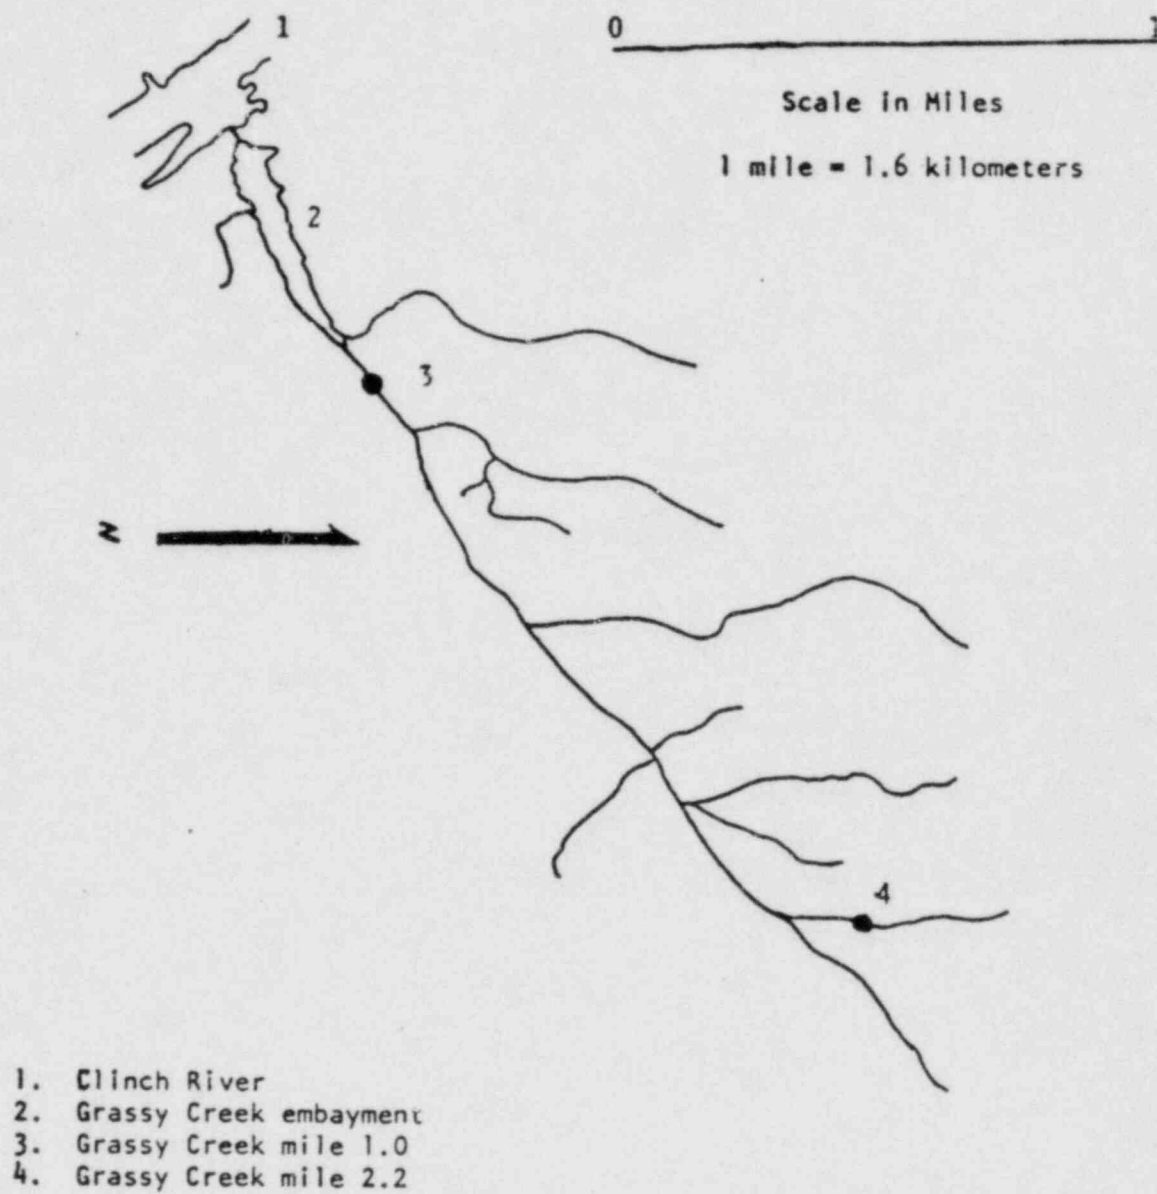 1
0 1
Scale in Miles
1 mile = 1.6 kilometers
2
3
N
4
1. Clinch River
2. Grassy Creek embayment
3. Grassy Creek mile 1.0
4. Grassy Creek mile 2.2